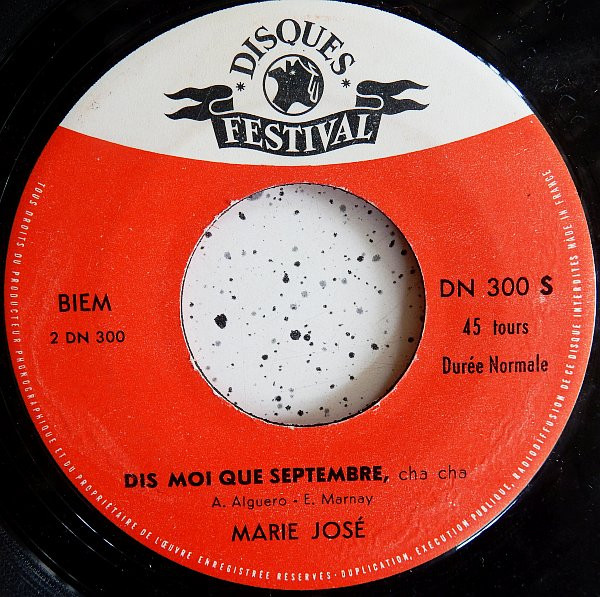 DISQUES
FESTIVAL
BIEM
2 DN 300
DN 300 S
45 tours
Durée Normale
DIS MOI QUE SEPTEMBRE, cha cha
A. Alguero - E. Marnay
MARIE JOSÉ
TOUS DROITS DU PRODUCTEUR PHONOGRAPHIQUE ET DU PROPRIÉTAIRE DE L'ŒUVRE ENREGISTRÉE RÉSERVÉS - DUPLICATION, EXÉCUTION PUBLIQUE, RADIODIFFUSION DE CE DISQUE INTERDITES MADE IN FRANCE